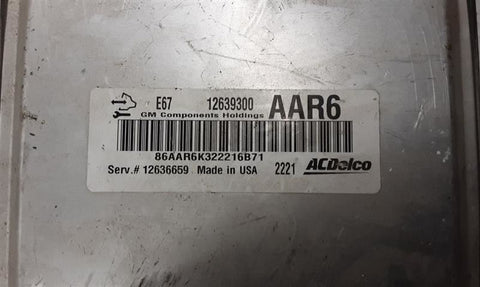 E67 12639300 AAR6
GM Components Holdings
86AAR6K322216B71
Serv.# 12636659 Made in USA 2221 ACDelco